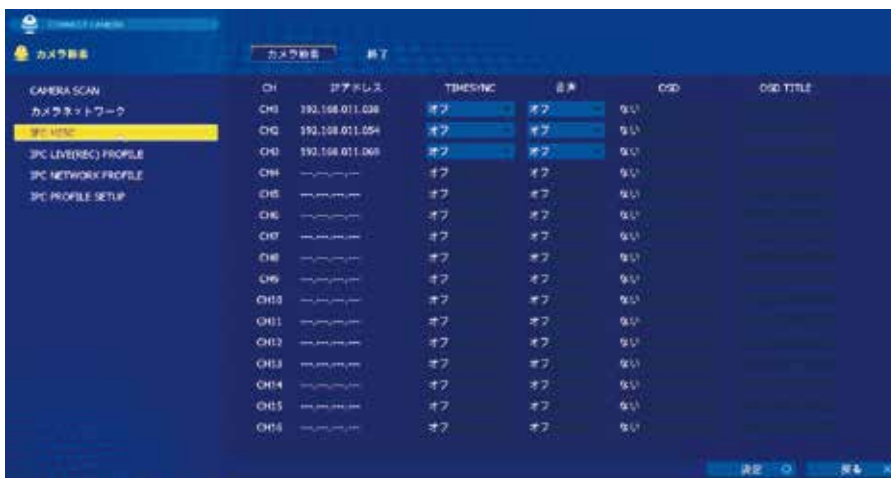 CONNECT CAMERA
カメラ検索 カメラ検索 終了
CAMERA SCAN
カメラネットワーク
IPC MISC
IPC LIVE(REC) PROFILE
IPC NETWORK PROFILE
IPC PROFILE SETUP
CH IPアドレス TIMESYNC 音声 OSD OSD TITLE
CH1 192.168.011.038 オフ オフ ない
CH2 192.168.011.054 オフ オフ ない
CH3 192.168.011.069 オフ オフ ない
CH4 ---.---.---.--- オフ オフ ない
CH5 ---.---.---.--- オフ オフ ない
CH6 ---.---.---.--- オフ オフ ない
CH7 ---.---.---.--- オフ オフ ない
CH8 ---.---.---.--- オフ オフ ない
CH9 ---.---.---.--- オフ オフ ない
CH10 ---.---.---.--- オフ オフ ない
CH11 ---.---.---.--- オフ オフ ない
CH12 ---.---.---.--- オフ オフ ない
CH13 ---.---.---.--- オフ オフ ない
CH14 ---.---.---.--- オフ オフ ない
CH15 ---.---.---.--- オフ オフ ない
CH16 ---.---.---.--- オフ オフ ない
決定 戻る